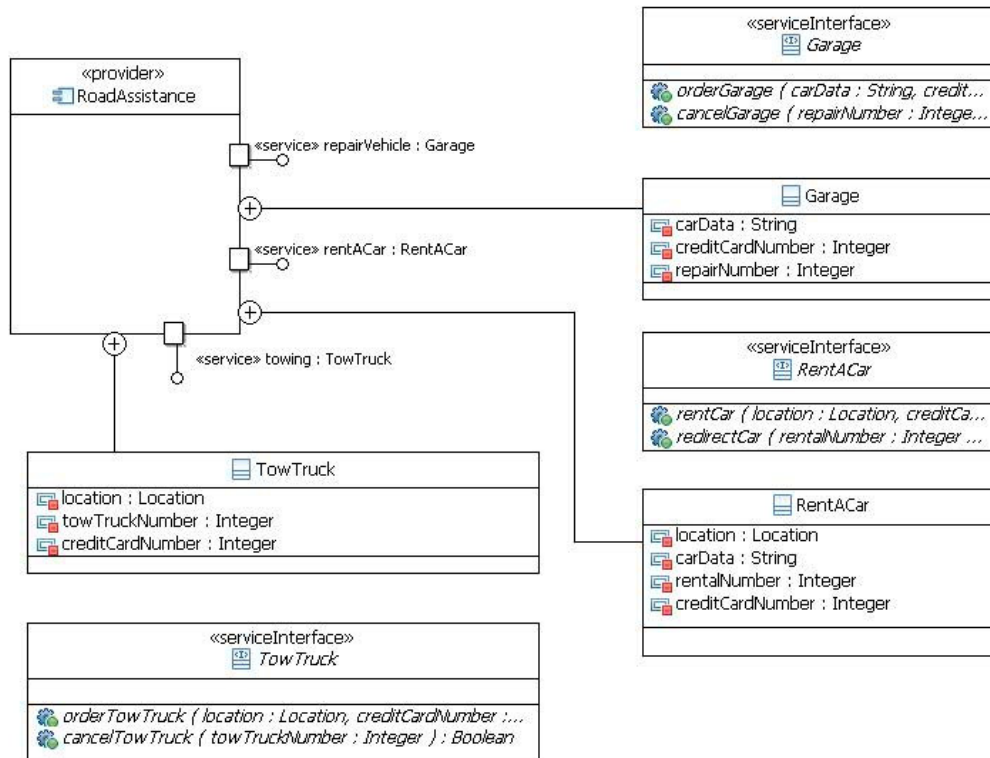 «provider»
RoadAssistance
«service» repairVehicle : Garage
«service» rentACar : RentACar
«service» towing : TowTruck
«serviceInterface»
Garage
orderGarage ( carData : String, credit...
cancelGarage ( repairNumber : Intege...
Garage
carData : String
creditCardNumber : Integer
repairNumber : Integer
«serviceInterface»
RentACar
rentCar ( location : Location, creditCa...
redirectCar ( rentalNumber : Integer ...
TowTruck
location : Location
towTruckNumber : Integer
creditCardNumber : Integer
RentACar
location : Location
carData : String
rentalNumber : Integer
creditCardNumber : Integer
«serviceInterface»
TowTruck
orderTowTruck ( location : Location, creditCardNumber :...
cancelTowTruck ( towTruckNumber : Integer ) : Boolean